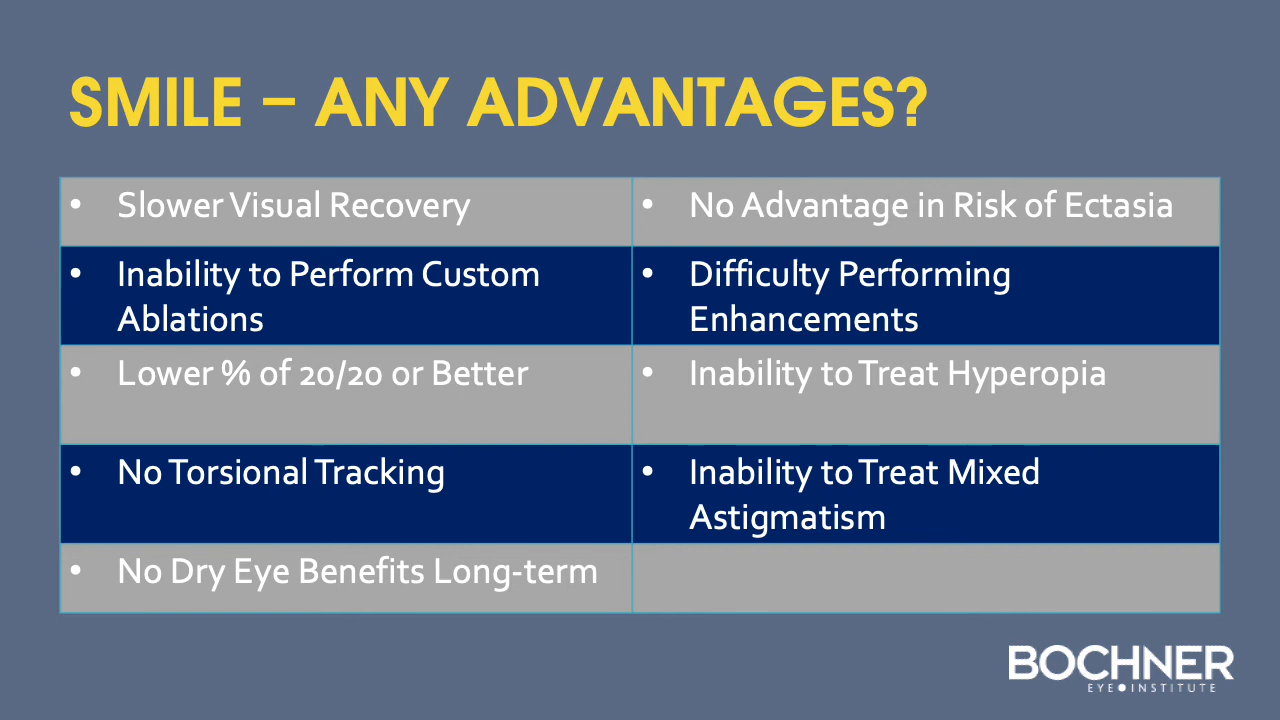 SMILE – ANY ADVANTAGES?
• Slower Visual Recovery
• No Advantage in Risk of Ectasia
• Inability to Perform Custom
Ablations
• Difficulty Performing
Enhancements
• Lower % of 20/20 or Better
• Inability to Treat Hyperopia
• No Torsional Tracking
• Inability to Treat Mixed
Astigmatism
• No Dry Eye Benefits Long-term
BOCHNER
EYE•INSTITUTE